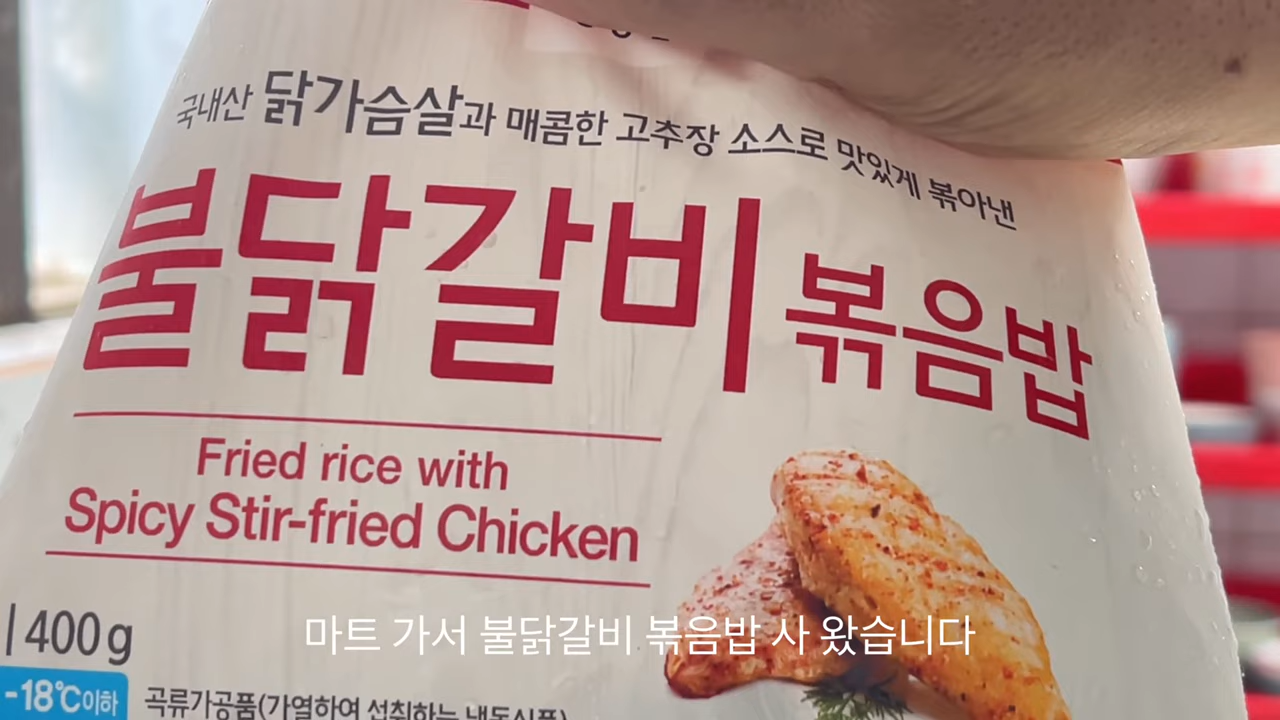 국내산 닭가슴살과 매콤한 고추장 소스로 맛있게 볶아낸
불닭갈비 볶음밥
Fried rice with
Spicy Stir-fried Chicken
400g
마트 가서 불닭갈비 볶음밥 사 왔습니다
-18℃이하
곡류가공품(가열하여 섭취하는 냉동식품)